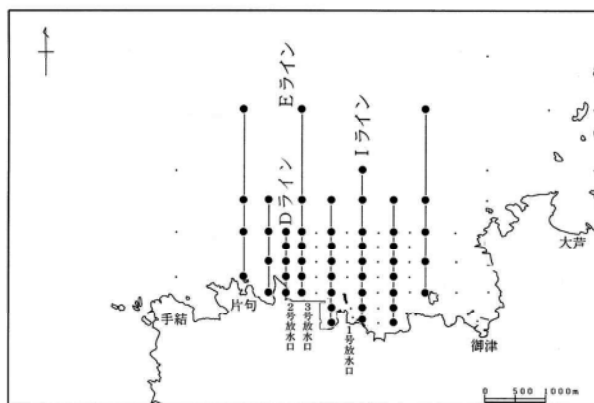 Eライン
Iライン
Dライン
大芦
片句
手結
2号放水口
3号放水口
1号放水口
御津
0 500 1000m